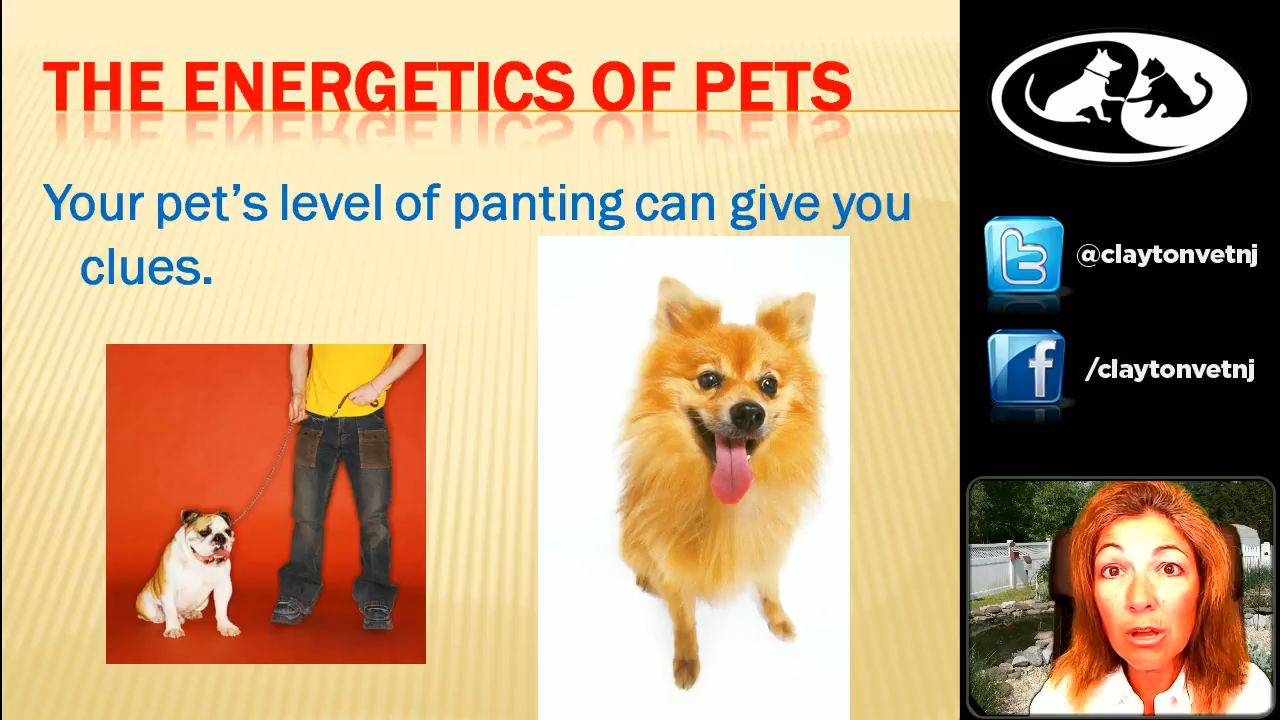 THE ENERGETICS OF PETS
Your pet's level of panting can give you
clues.
@claytonvetnj
/claytonvetnj